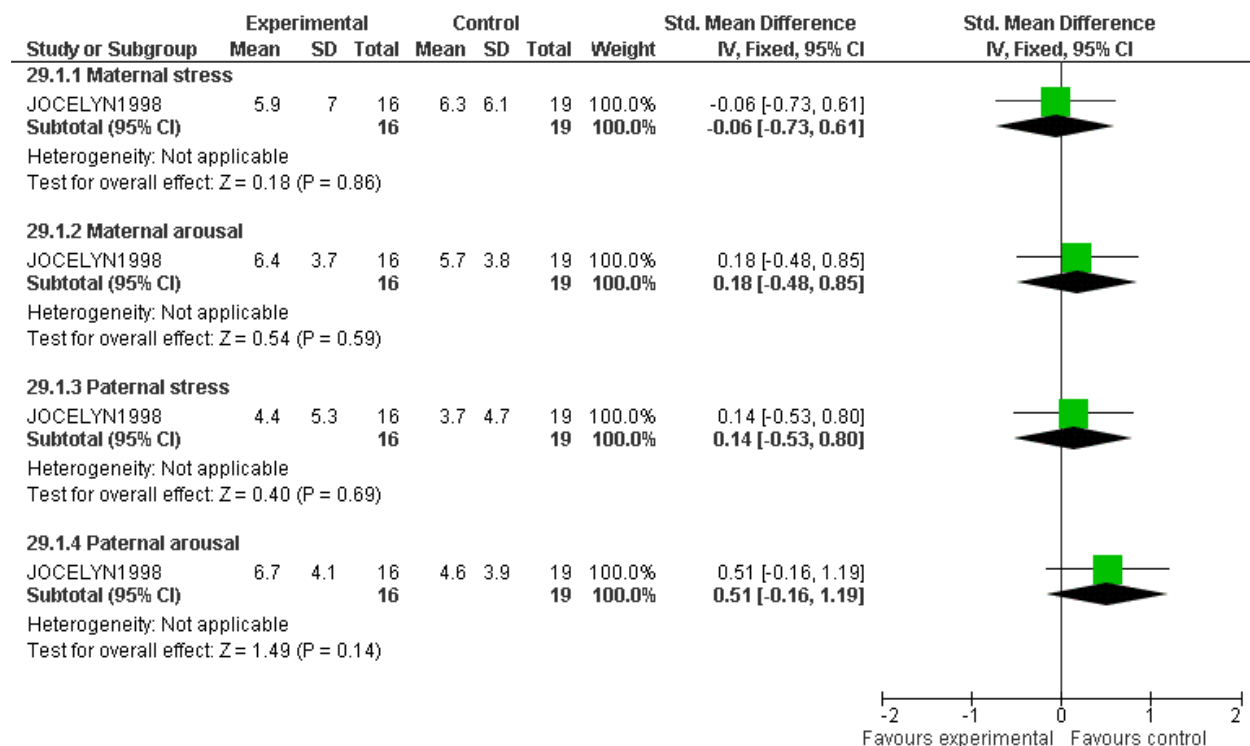 Experimental Control Std. Mean Difference Std. Mean Difference
Study or Subgroup Mean SD Total Mean SD Total Weight IV, Fixed, 95% CI IV, Fixed, 95% CI
29.1.1 Maternal stress
JOCELYN1998 5.9 7 16 6.3 6.1 19 100.0% -0.06 [-0.73, 0.61]
Subtotal (95% CI) 16 19 100.0% -0.06 [-0.73, 0.61]
Heterogeneity: Not applicable
Test for overall effect: Z = 0.18 (P = 0.86)
29.1.2 Maternal arousal
JOCELYN1998 6.4 3.7 16 5.7 3.8 19 100.0% 0.18 [-0.48, 0.85]
Subtotal (95% CI) 16 19 100.0% 0.18 [-0.48, 0.85]
Heterogeneity: Not applicable
Test for overall effect: Z = 0.54 (P = 0.59)
29.1.3 Paternal stress
JOCELYN1998 4.4 5.3 16 3.7 4.7 19 100.0% 0.14 [-0.53, 0.80]
Subtotal (95% CI) 16 19 100.0% 0.14 [-0.53, 0.80]
Heterogeneity: Not applicable
Test for overall effect: Z = 0.40 (P = 0.69)
29.1.4 Paternal arousal
JOCELYN1998 6.7 4.1 16 4.6 3.9 19 100.0% 0.51 [-0.16, 1.19]
Subtotal (95% CI) 16 19 100.0% 0.51 [-0.16, 1.19]
Heterogeneity: Not applicable
Test for overall effect: Z = 1.49 (P = 0.14)
-2 -1 0 1 2
Favours experimental Favours control